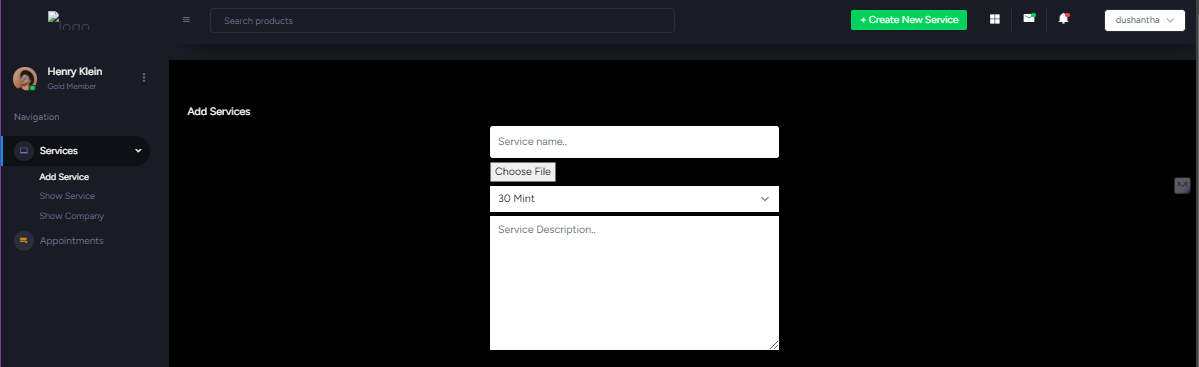 logo
Search products
+ Create New Service
dushantha
Henry Klein
Gold Member
Navigation
Services
Add Service
Show Service
Show Company
Appointments
Add Services
Service name..
Choose File
30 Mint
Service Description..